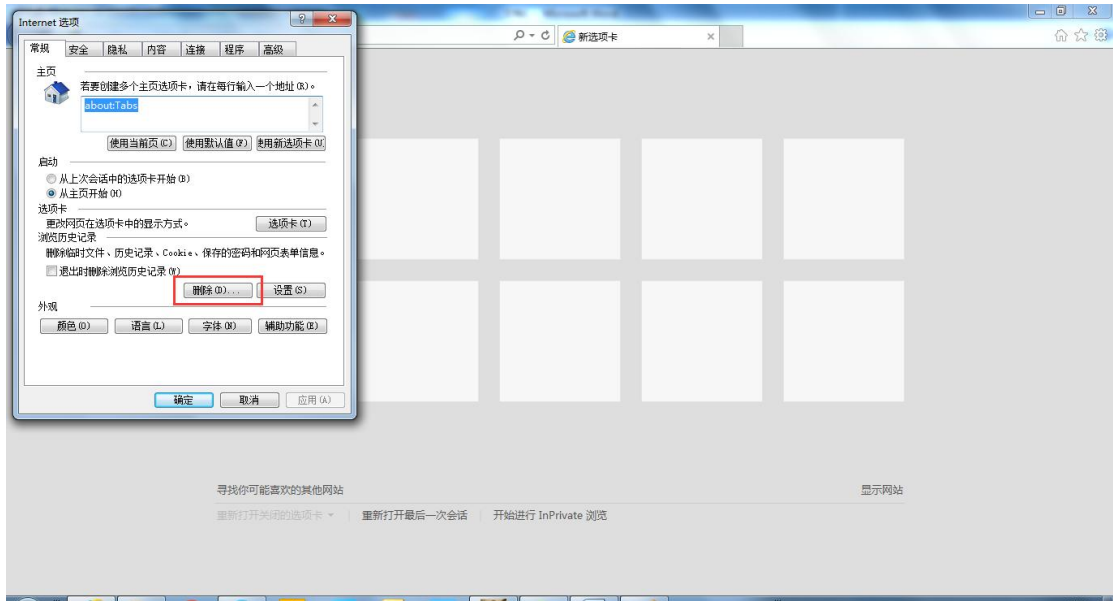 Internet 选项
新选项卡
常规 安全 隐私 内容 连接 程序 高级
主页
若要创建多个主页选项卡，请在每行输入一个地址(R)。
about:Tabs
使用当前页(C) 使用默认值(F) 使用新选项卡(U)
启动
从上次会话中的选项卡开始(B)
从主页开始(H)
选项卡
更改网页在选项卡中的显示方式。 选项卡(T)
浏览历史记录
删除临时文件、历史记录、Cookie、保存的密码和网页表单信息。
退出时删除浏览历史记录(W)
删除(D)... 设置(S)
外观
颜色(O) 语言(L) 字体(N) 辅助功能(E)
确定 取消 应用(A)
寻找你可能喜欢的其他网站 显示网站
重新打开关闭的选项卡 重新打开最后一次会话 开始进行 InPrivate 浏览